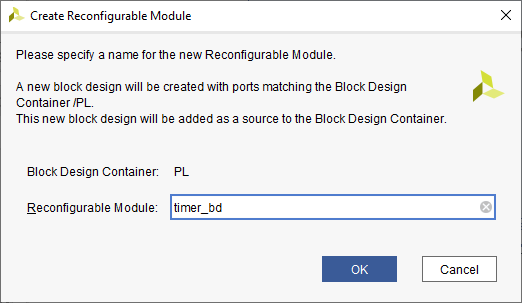 Create Reconfigurable Module
Please specify a name for the new Reconfigurable Module.
A new block design will be created with ports matching the Block Design
Container /PL.
This new block design will be added as a source to the Block Design Container.
Block Design Container: PL
Reconfigurable Module: timer_bd
OK Cancel